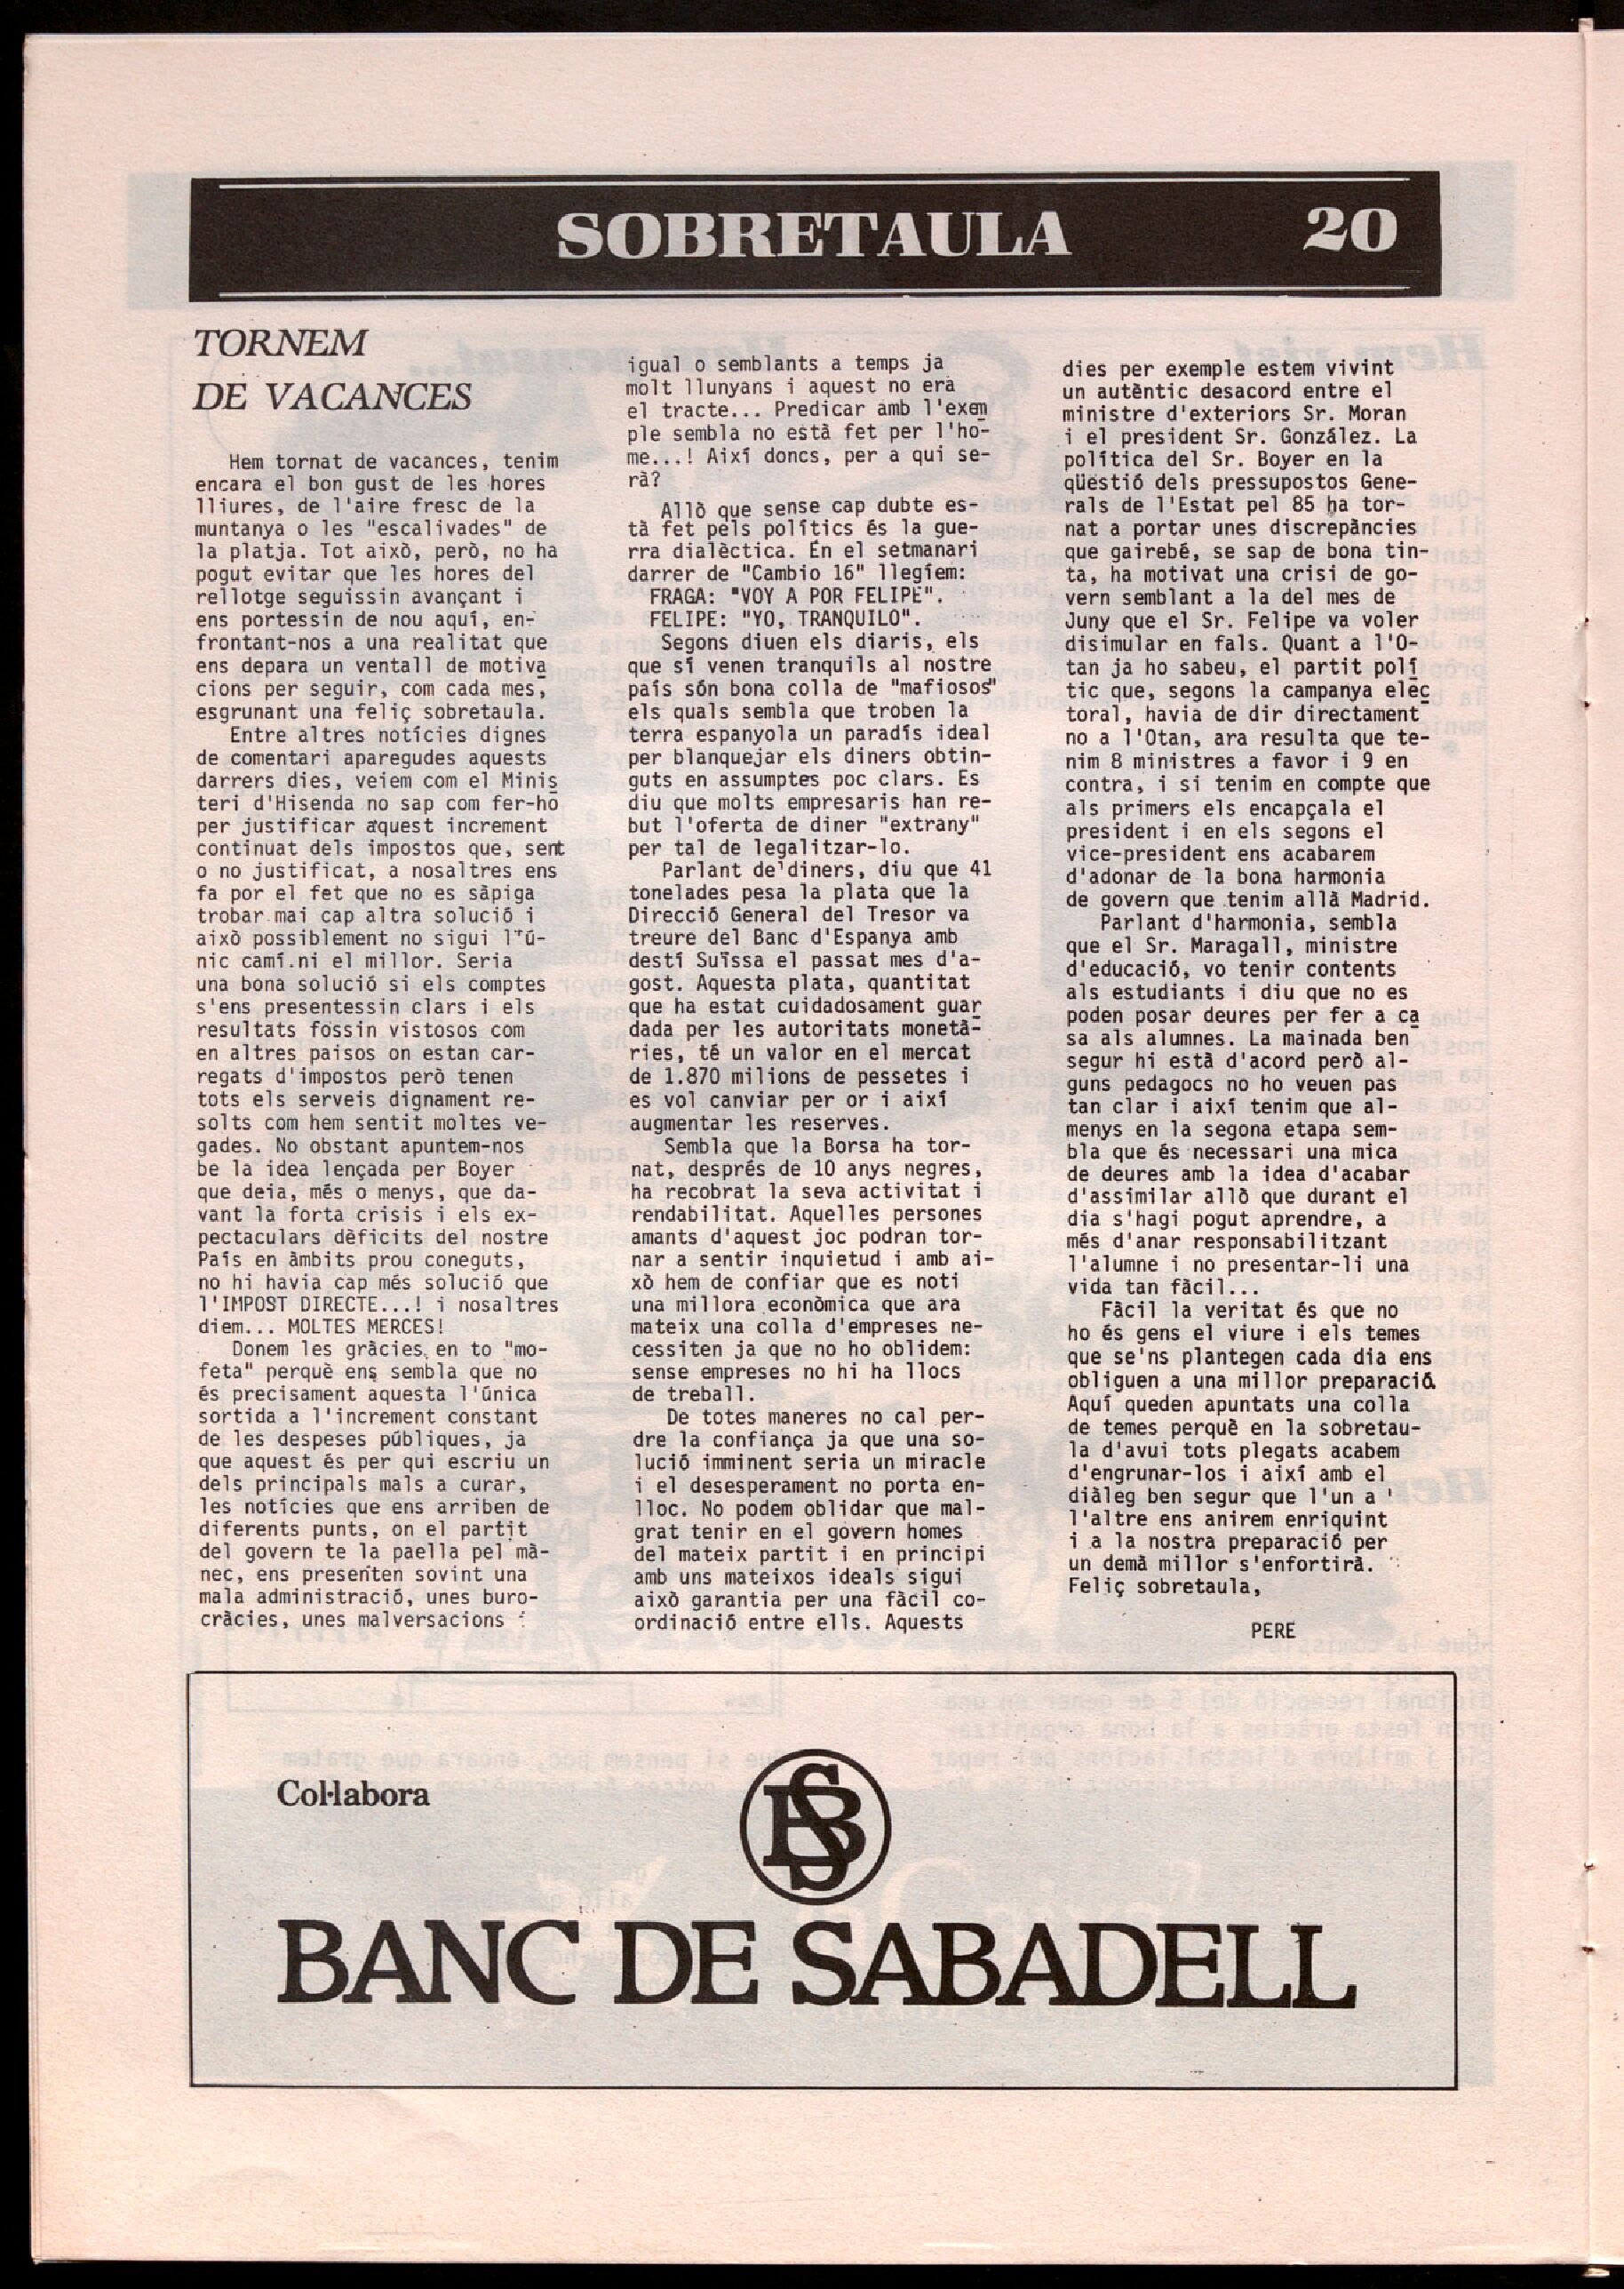 SOBRETAULA 20
TORNEM
DE VACANCES
Hem tornat de vacances, tenim
encara el bon gust de les hores
lliures, de l'aire fresc de la
muntanya o les "escalivades" de
la platja. Tot això, però, no ha
pogut evitar que les hores del
rellotge seguissin avançant i
ens portessin de nou aquí, en-
frontant-nos a una realitat que
ens depara un ventall de motiva
cions per seguir, com cada mes,
esgrunant una feliç sobretaula.
Entre altres notícies dignes
de comentari aparegudes aquests
darrers dies, veiem com el Minis
teri d'Hisenda no sap com fer-ho
per justificar aquest increment
continuat dels impostos que, sent
o no justificat, a nosaltres ens
fa por el fet que no es sàpiga
trobar mai cap altra solució i
això possiblement no sigui l'ú-
nic camí ni el millor. Seria
una bona solució si els comptes
s'ens presentessin clars i els
resultats fossin vistosos com
en altres paisos on estan car-
regats d'impostos però tenen
tots els serveis dignament re-
solts com hem sentit moltes ve-
gades. No obstant apuntem-nos
be la idea lençada per Boyer
que deia, més o menys, que da-
vant la forta crisis i els ex-
pectaculars dèficits del nostre
País en àmbits prou coneguts,
no hi havia cap més solució que
l'IMPOST DIRECTE...! i nosaltres
diem... MOLTES MERCES!
Donem les gràcies en to "mo-
feta" perquè ens sembla que no
és precisament aquesta l'única
sortida a l'increment constant
de les despeses públiques, ja
que aquest és per qui escriu un
dels principals mals a curar,
les notícies que ens arriben de
diferents punts, on el partit
del govern te la paella pel mà-
nec, ens presenten sovint una
mala administració, unes buro-
cràcies, unes malversacions
igual o semblants a temps ja
molt llunyans i aquest no era
el tracte... Predicar amb l'exem
ple sembla no està fet per l'ho-
me...! Així doncs, per a qui se-
rà?
Allò que sense cap dubte es-
tà fet pels polítics és la gue-
rra dialèctica. En el setmanari
darrer de "Cambio 16" llegíem:
FRAGA: "VOY A POR FELIPE".
FELIPE: "YO, TRANQUILO".
Segons diuen els diaris, els
que sí venen tranquils al nostre
país són bona colla de "mafiosos"
els quals sembla que troben la
terra espanyola un paradís ideal
per blanquejar els diners obtin-
guts en assumptes poc clars. Es
diu que molts empresaris han re-
but l'oferta de diner "extrany"
per tal de legalitzar-lo.
Parlant de diners, diu que 41
tonelades pesa la plata que la
Direcció General del Tresor va
treure del Banc d'Espanya amb
destí Suïssa el passat mes d'a-
gost. Aquesta plata, quantitat
que ha estat cuidadosament guar
dada per les autoritats monetà-
ries, té un valor en el mercat
de 1.870 milions de pessetes i
es vol canviar per or i així
augmentar les reserves.
Sembla que la Borsa ha tor-
nat, després de 10 anys negres,
ha recobrat la seva activitat i
rendabilitat. Aquelles persones
amants d'aquest joc podran tor-
nar a sentir inquietud i amb ai-
xò hem de confiar que es noti
una millora econòmica que ara
mateix una colla d'empreses ne-
cessiten ja que no ho oblidem:
sense empreses no hi ha llocs
de treball.
De totes maneres no cal per-
dre la confiança ja que una so-
lució imminent seria un miracle
i el desesperament no porta en-
lloc. No podem oblidar que mal-
grat tenir en el govern homes
del mateix partit i en principi
amb uns mateixos ideals sigui
això garantia per una fàcil co-
ordinació entre ells. Aquests
dies per exemple estem vivint
un autèntic desacord entre el
ministre d'exteriors Sr. Moran
i el president Sr. González. La
política del Sr. Boyer en la
qüestió dels pressupostos Gene-
rals de l'Estat pel 85 ha tor-
nat a portar unes discrepàncies
que gairebé, se sap de bona tin-
ta, ha motivat una crisi de go-
vern semblant a la del mes de
Juny que el Sr. Felipe va voler
disimular en fals. Quant a l'O-
tan ja ho sabeu, el partit polí
tic que, segons la campanya elec
toral, havia de dir directament
no a l'Otan, ara resulta que te-
nim 8 ministres a favor i 9 en
contra, i si tenim en compte que
als primers els encapçala el
president i en els segons el
vice-president ens acabarem
d'adonar de la bona harmonia
de govern que tenim allà Madrid.
Parlant d'harmonia, sembla
que el Sr. Maragall, ministre
d'educació, vo tenir contents
als estudiants i diu que no es
poden posar deures per fer a ca
sa als alumnes. La mainada ben
segur hi està d'acord però al-
guns pedagocs no ho veuen pas
tan clar i així tenim que al-
menys en la segona etapa sem-
bla que és necessari una mica
de deures amb la idea d'acabar
d'assimilar allò que durant el
dia s'hagi pogut aprendre, a
més d'anar responsabilitzant
l'alumne i no presentar-li una
vida tan fàcil...
Fàcil la veritat és que no
ho és gens el viure i els temes
que se'ns plantegen cada dia ens
obliguen a una millor preparació.
Aquí queden apuntats una colla
de temes perquè en la sobretau-
la d'avui tots plegats acabem
d'engrunar-los i així amb el
diàleg ben segur que l'un a
l'altre ens anirem enriquint
i a la nostra preparació per
un demà millor s'enfortirà.
Feliç sobretaula,
PERE
Col·labora
BS
BANC DE SABADELL